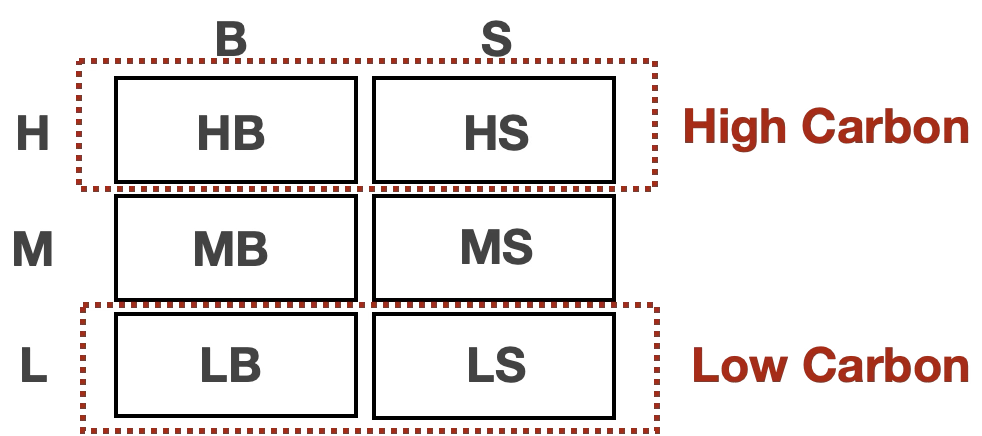 B S
H HB HS High Carbon
M MB MS
L LB LS Low Carbon